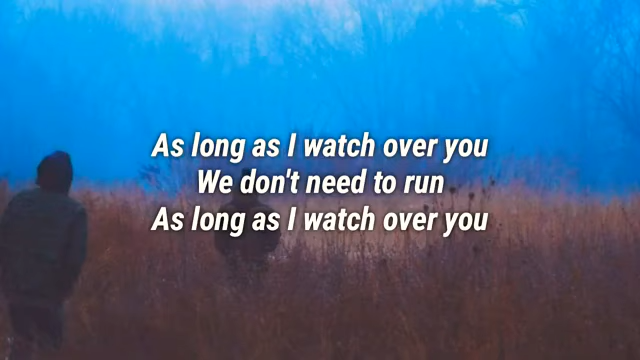 As long as I watch over you
We don't need to run
As long as I watch over you